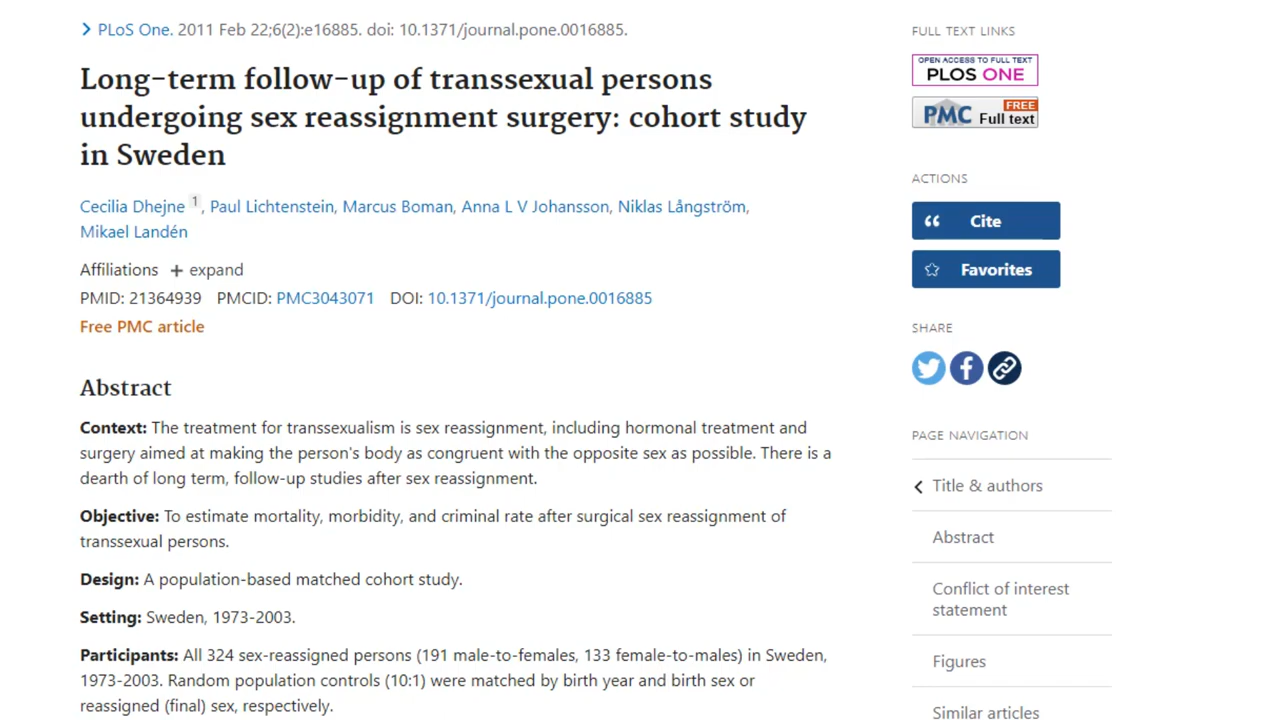 PLoS One. 2011 Feb 22;6(2):e16885. doi: 10.1371/journal.pone.0016885.
Long-term follow-up of transsexual persons
undergoing sex reassignment surgery: cohort study
in Sweden
Cecilia Dhejne 1, Paul Lichtenstein, Marcus Boman, Anna L V Johansson, Niklas Långström,
Mikael Landén
Affiliations + expand
PMID: 21364939 PMCID: PMC3043071 DOI: 10.1371/journal.pone.0016885
Free PMC article
Abstract
Context: The treatment for transsexualism is sex reassignment, including hormonal treatment and
surgery aimed at making the person's body as congruent with the opposite sex as possible. There is a
dearth of long term, follow-up studies after sex reassignment.
Objective: To estimate mortality, morbidity, and criminal rate after surgical sex reassignment of
transsexual persons.
Design: A population-based matched cohort study.
Setting: Sweden, 1973-2003.
Participants: All 324 sex-reassigned persons (191 male-to-females, 133 female-to-males) in Sweden,
1973-2003. Random population controls (10:1) were matched by birth year and birth sex or
reassigned (final) sex, respectively.
FULL TEXT LINKS
OPEN ACCESS TO FULL TEXT
PLOS ONE
PMC FREE
Full text
ACTIONS
Cite
Favorites
SHARE
PAGE NAVIGATION
Title & authors
Abstract
Conflict of interest
statement
Figures
Similar articles